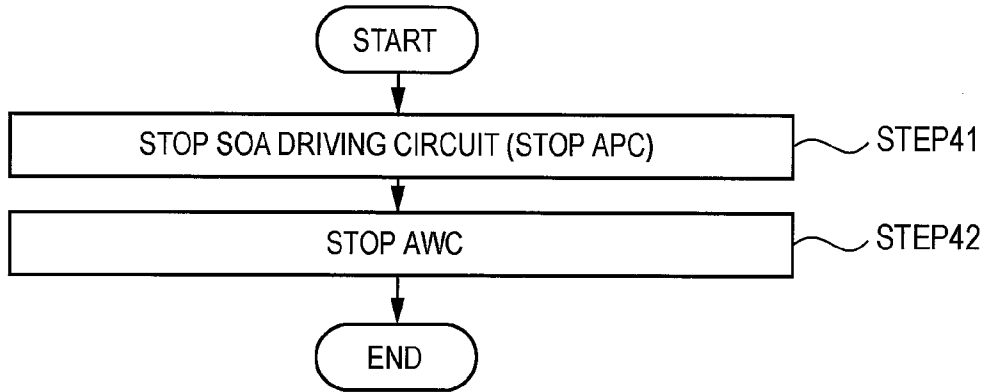 START
STOP SOA DRIVING CIRCUIT (STOP APC)
STEP41
STOP AWC
STEP42
END